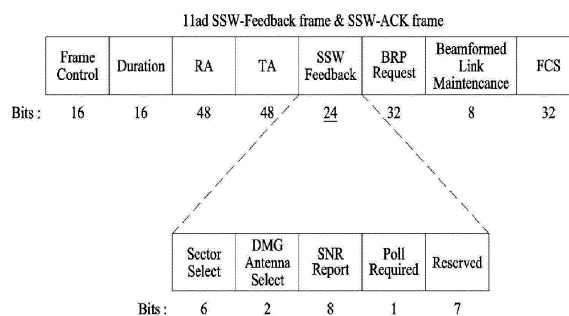 11ad SSW-Feedback frame & SSW-ACK frame
Frame Control
Duration
RA
TA
SSW Feedback
BRP Request
Beamformed Link Maintencance
FCS
Bits : 16 16 48 48 24 32 8 32
Sector Select
DMG Antenna Select
SNR Report
Poll Required
Reserved
Bits : 6 2 8 1 7